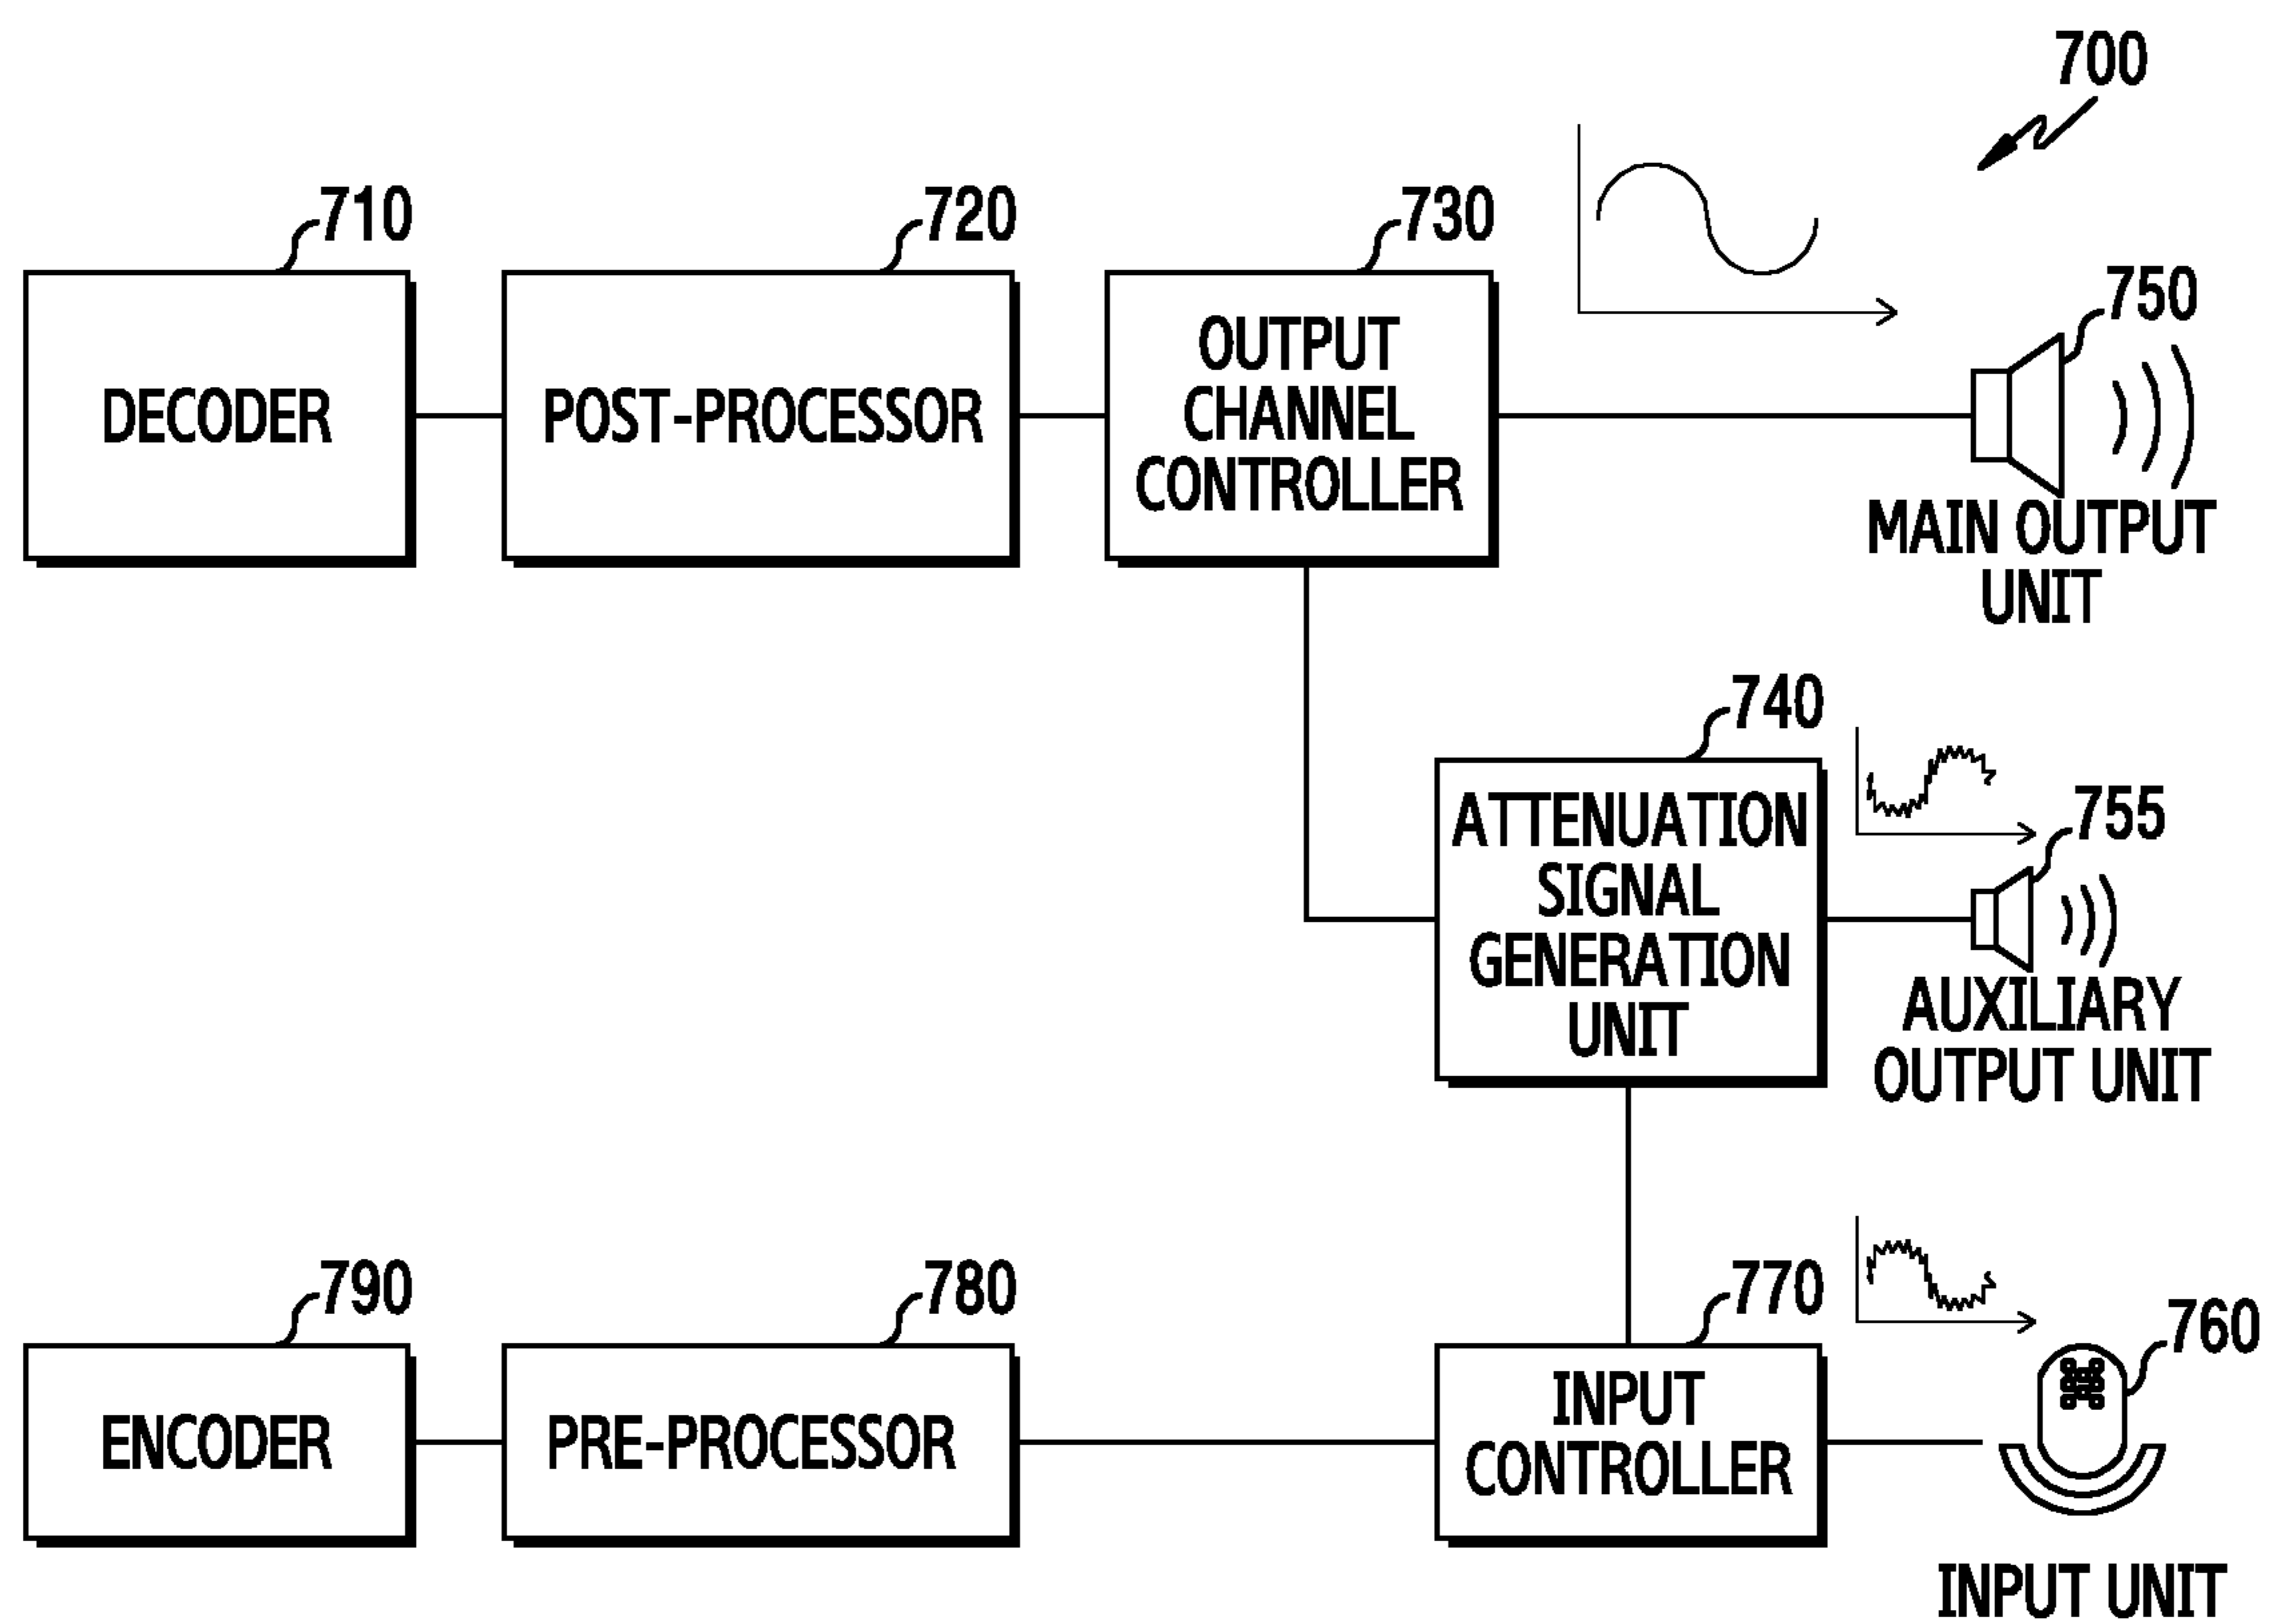 700
710
720
730
750
DECODER
POST-PROCESSOR
OUTPUT
CHANNEL
CONTROLLER
MAIN OUTPUT
UNIT
740
755
ATTENUATION
SIGNAL
GENERATION
UNIT
AUXILIARY
OUTPUT UNIT
790
780
770
760
ENCODER
PRE-PROCESSOR
INPUT
CONTROLLER
INPUT UNIT